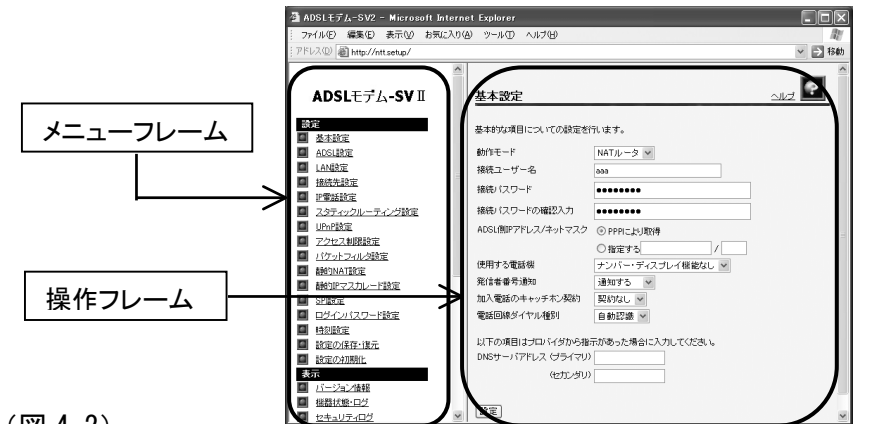 ADSLモデム-SV2 - Microsoft Internet Explorer
ファイル(F) 編集(E) 表示(V) お気に入り(A) ツール(T) ヘルプ(H)
アドレス(D) http://ntt.setup/ 移動
メニューフレーム
操作フレーム
ADSLモデム-SVⅡ
設定
基本設定
ADSL設定
LAN設定
接続先設定
IP電話設定
スタティックルーティング設定
UPnP設定
アクセス制限設定
パケットフィルタ設定
静的NAT設定
静的IPマスカレード設定
SPI設定
ログインパスワード設定
時刻設定
設定の保存・復元
設定の初期化
表示
バージョン情報
機器状態・ログ
セキュリティログ
基本設定
ヘルプ ?
基本的な項目についての設定を行います。
動作モード NATルータ
接続ユーザー名 aaa
接続パスワード ●●●●●●●●
接続パスワードの確認入力 ●●●●●●●●
ADSL側IPアドレス/ネットマスク PPPにより取得
指定する /
使用する電話機 ナンバー・ディスプレイ機能なし
発信者番号通知 通知する
加入電話のキャッチホン契約 契約なし
電話回線ダイヤル種別 自動認識
以下の項目はプロバイダから指示があった場合に入力してください。
DNSサーバアドレス (プライマリ)
(セカンダリ)
設定
(図 4-2)